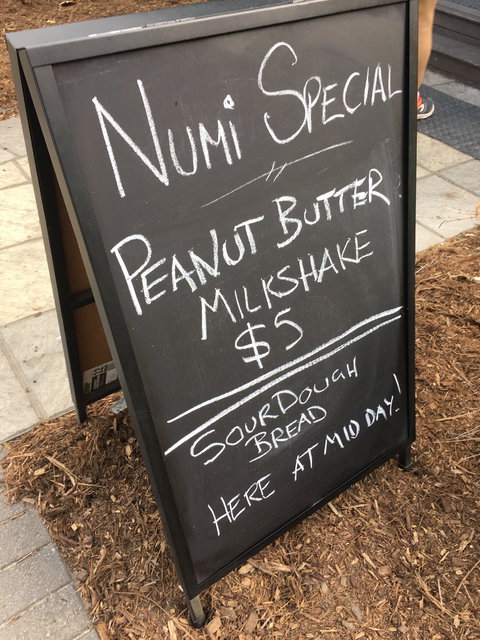 NUMi SPECIAL
PEANUT BUTTER
MILKSHAKE
$5
SOURDOUGH
BREAD
HERE AT MID DAY!